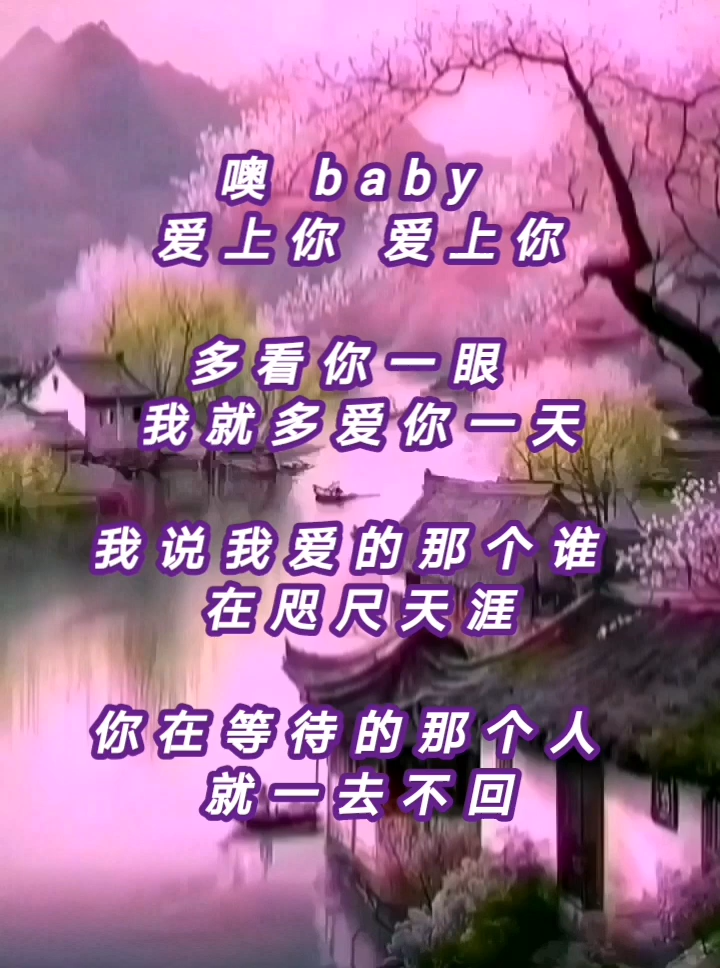 噢 baby
爱上你 爱上你
多看你一眼
我就多爱你一天
我说我爱的那个谁
在咫尺天涯
你在等待的那个人
就一去不回